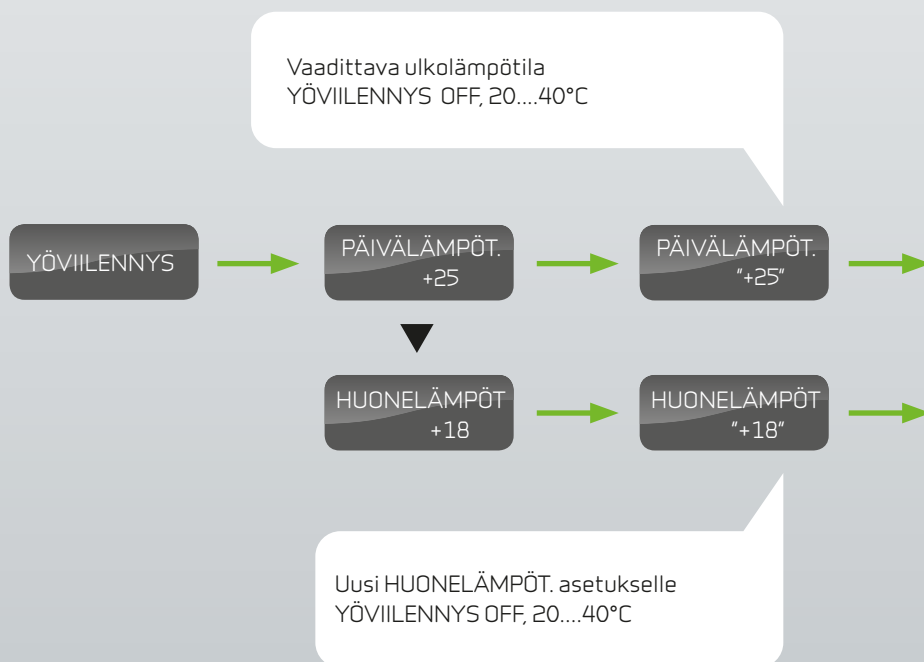 Vaadittava ulkolämpötila
YÖVIILENNYS OFF, 20....40°C
YÖVIILENNYS
PÄIVÄLÄMPÖT.
+25
PÄIVÄLÄMPÖT.
"+25"
HUONELÄMPÖT
+18
HUONELÄMPÖT
"+18"
Uusi HUONELÄMPÖT. asetukselle
YÖVIILENNYS OFF, 20....40°C